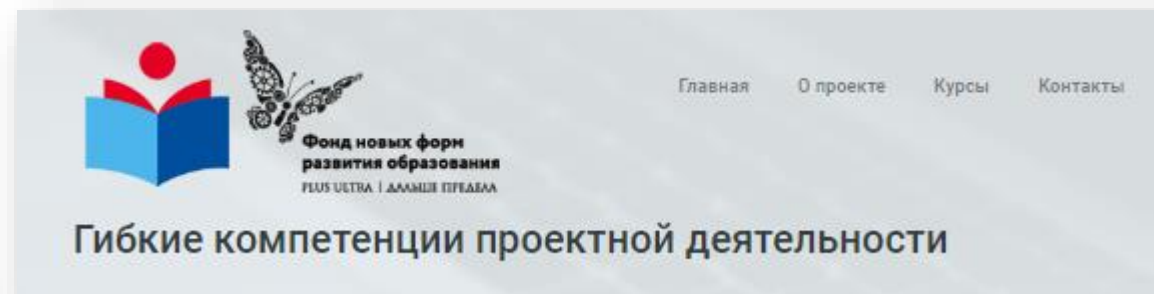 Главная О проекте Курсы Контакты
Фонд новых форм
развития образования
PLUS ULTRA | ДАЛЬШЕ ПРЕДЕЛА
Гибкие компетенции проектной деятельности